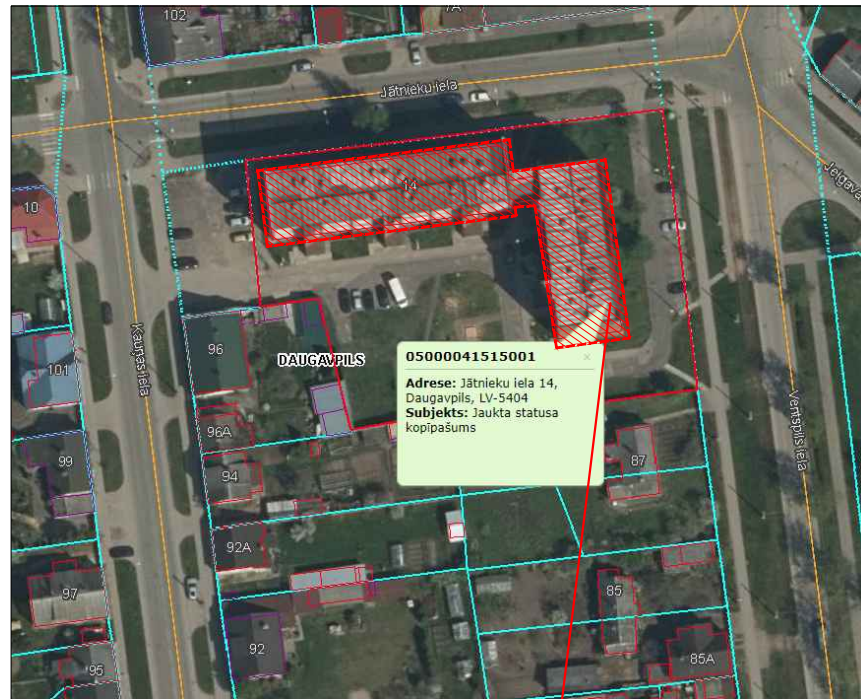 102
7A
Jātnieku iela
14
10
Jelgava
Kauņas iela
96
DAUGAVPILS
101
05000041515001
Adrese: Jātnieku iela 14,
Daugavpils, LV-5404
Subjekts: Jaukta statusa
kopīpašums
Ventspils iela
96A
87
99
94
92A
97
85
92
95
85A